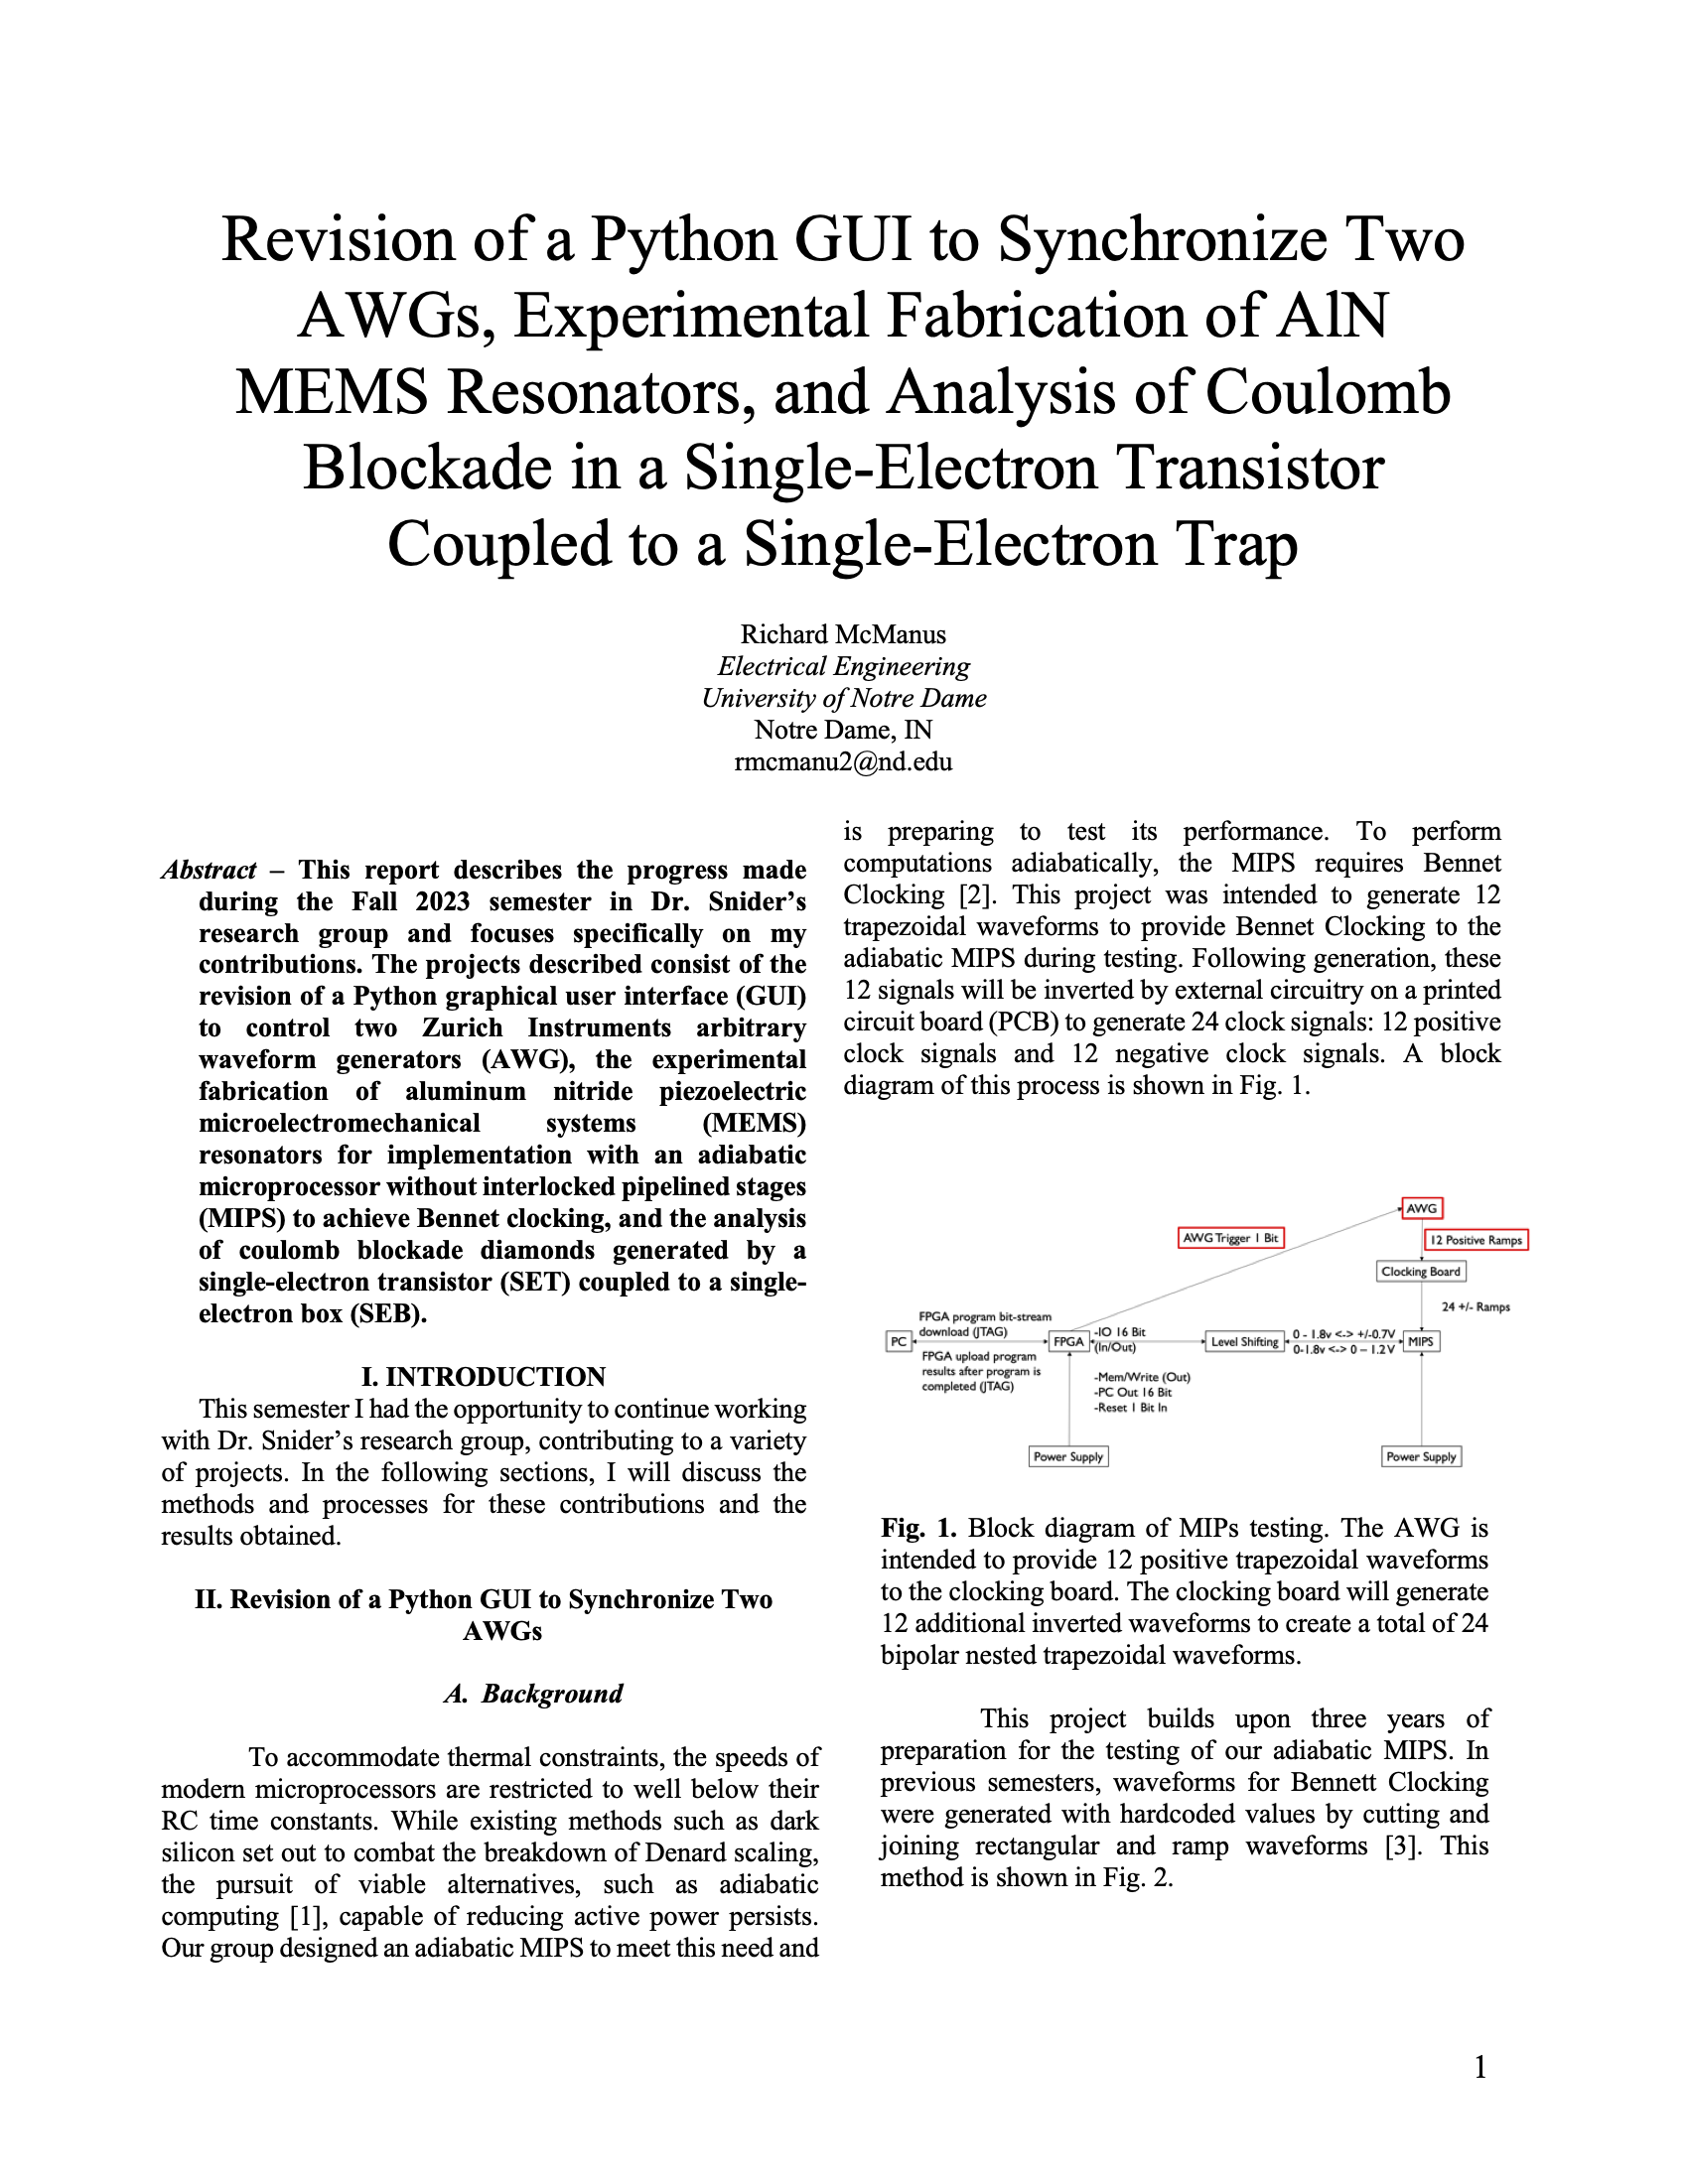 Revision of a Python GUI to Synchronize Two
AWGs, Experimental Fabrication of AlN
MEMS Resonators, and Analysis of Coulomb
Blockade in a Single-Electron Transistor
Coupled to a Single-Electron Trap
Richard McManus
Electrical Engineering
University of Notre Dame
Notre Dame, IN
rmcmanu2@nd.edu
Abstract – This report describes the progress made
during the Fall 2023 semester in Dr. Snider’s
research group and focuses specifically on my
contributions. The projects described consist of the
revision of a Python graphical user interface (GUI)
to control two Zurich Instruments arbitrary
waveform generators (AWG), the experimental
fabrication of aluminum nitride piezoelectric
microelectromechanical systems (MEMS)
resonators for implementation with an adiabatic
microprocessor without interlocked pipelined stages
(MIPS) to achieve Bennet clocking, and the analysis
of coulomb blockade diamonds generated by a
single-electron transistor (SET) coupled to a single-
electron box (SEB).
I. INTRODUCTION
This semester I had the opportunity to continue working
with Dr. Snider’s research group, contributing to a variety
of projects. In the following sections, I will discuss the
methods and processes for these contributions and the
results obtained.
II. Revision of a Python GUI to Synchronize Two
AWGs
A. Background
To accommodate thermal constraints, the speeds of
modern microprocessors are restricted to well below their
RC time constants. While existing methods such as dark
silicon set out to combat the breakdown of Denard scaling,
the pursuit of viable alternatives, such as adiabatic
computing [1], capable of reducing active power persists.
Our group designed an adiabatic MIPS to meet this need and
is preparing to test its performance. To perform
computations adiabatically, the MIPS requires Bennet
Clocking [2]. This project was intended to generate 12
trapezoidal waveforms to provide Bennet Clocking to the
adiabatic MIPS during testing. Following generation, these
12 signals will be inverted by external circuitry on a printed
circuit board (PCB) to generate 24 clock signals: 12 positive
clock signals and 12 negative clock signals. A block
diagram of this process is shown in Fig. 1.
AWG
AWG Trigger 1 Bit
12 Positive Ramps
Clocking Board
24 +/- Ramps
FPGA program bit-stream
download (JTAG)
PC
FPGA
-IO 16 Bit
(In/Out)
Level Shifting
0 - 1.8v <-> +/-0.7V
0-1.8v <-> 0 – 1.2V
MIPS
FPGA upload program
results after program is
completed (JTAG)
-Mem/Write (Out)
-PC Out 16 Bit
-Reset 1 Bit In
Power Supply
Power Supply
Fig. 1. Block diagram of MIPs testing. The AWG is
intended to provide 12 positive trapezoidal waveforms
to the clocking board. The clocking board will generate
12 additional inverted waveforms to create a total of 24
bipolar nested trapezoidal waveforms.
This project builds upon three years of
preparation for the testing of our adiabatic MIPS. In
previous semesters, waveforms for Bennett Clocking
were generated with hardcoded values by cutting and
joining rectangular and ramp waveforms [3]. This
method is shown in Fig. 2.
1